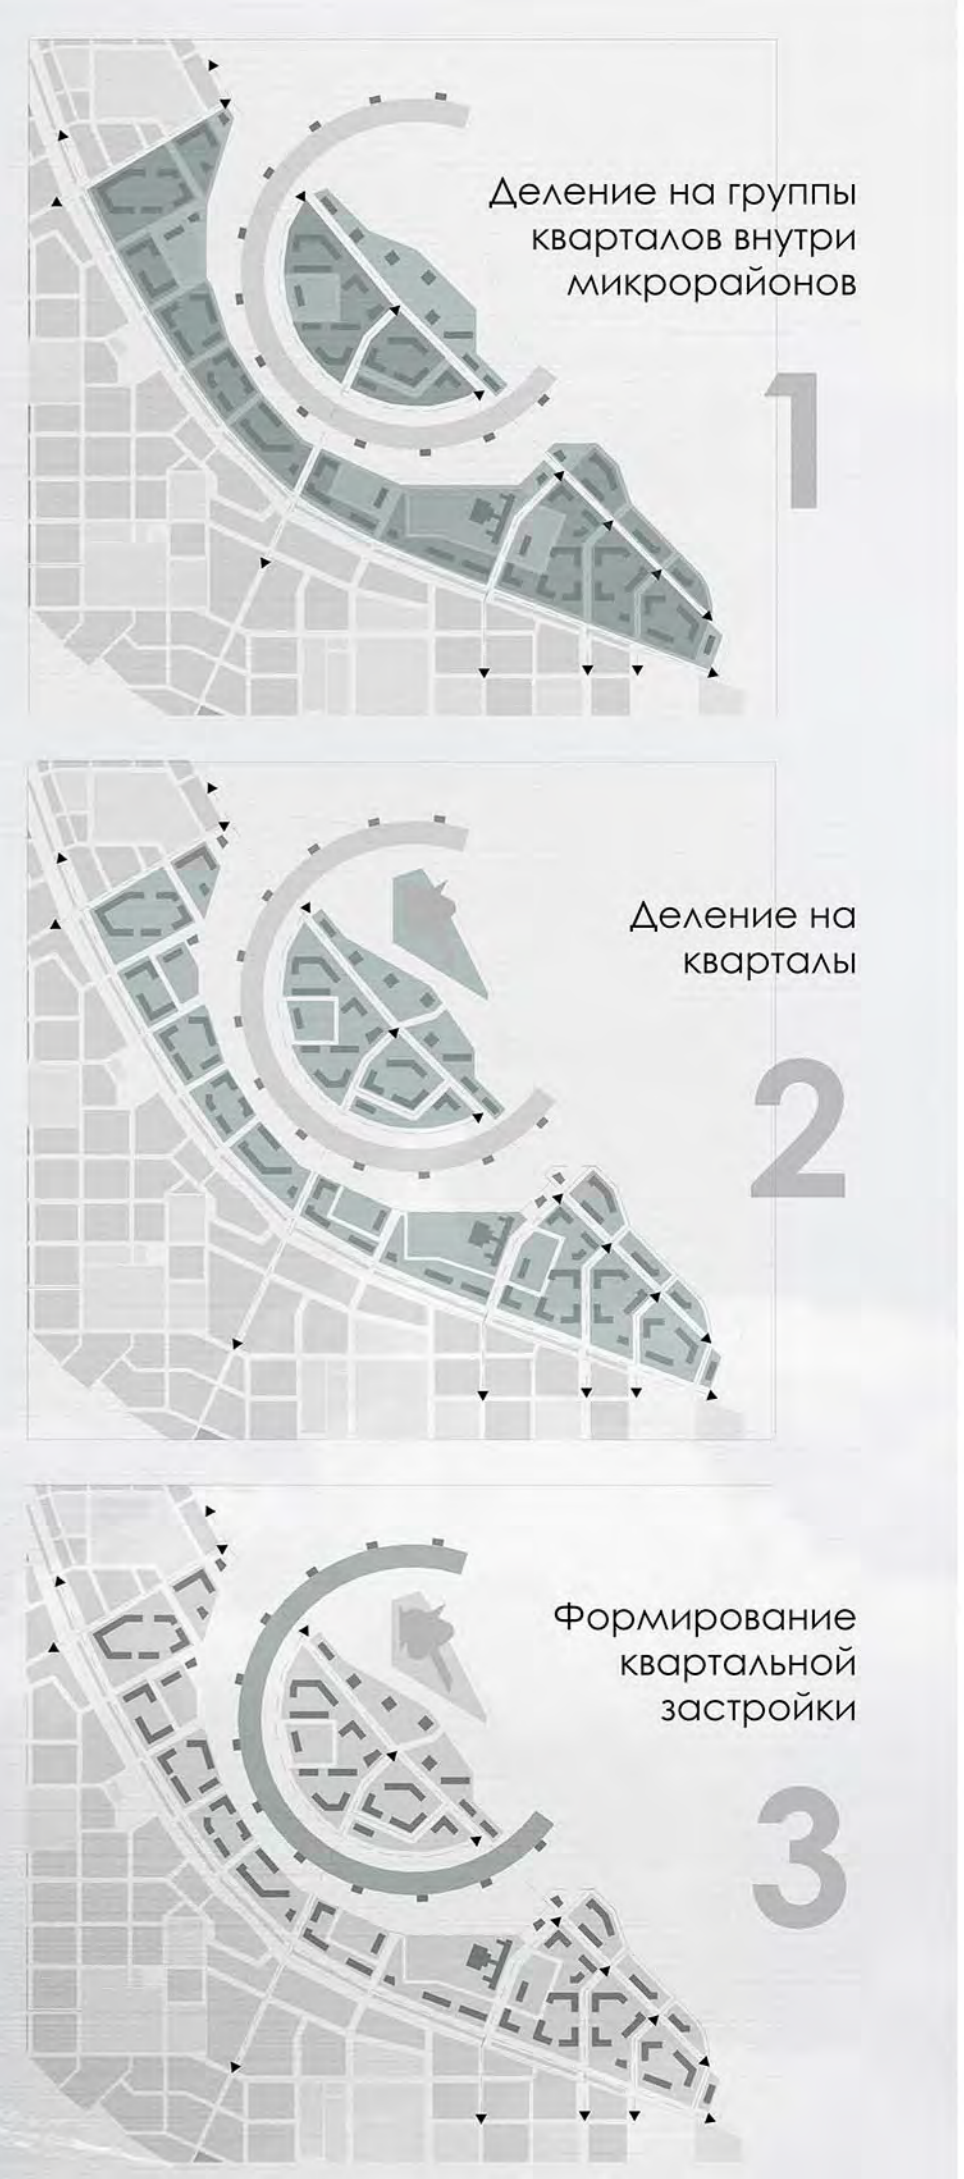 Деление на группы
кварталов внутри
микрорайонов
1
Деление на
кварталы
2
Формирование
квартальной
застройки
3